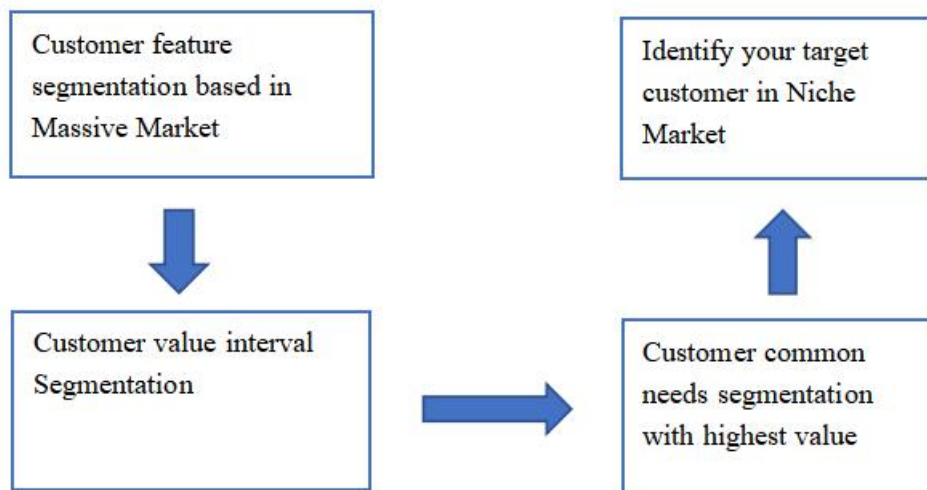 Customer feature
segmentation based in
Massive Market
Customer value interval
Segmentation
Customer common
needs segmentation
with highest value
Identify your target
customer in Niche
Market